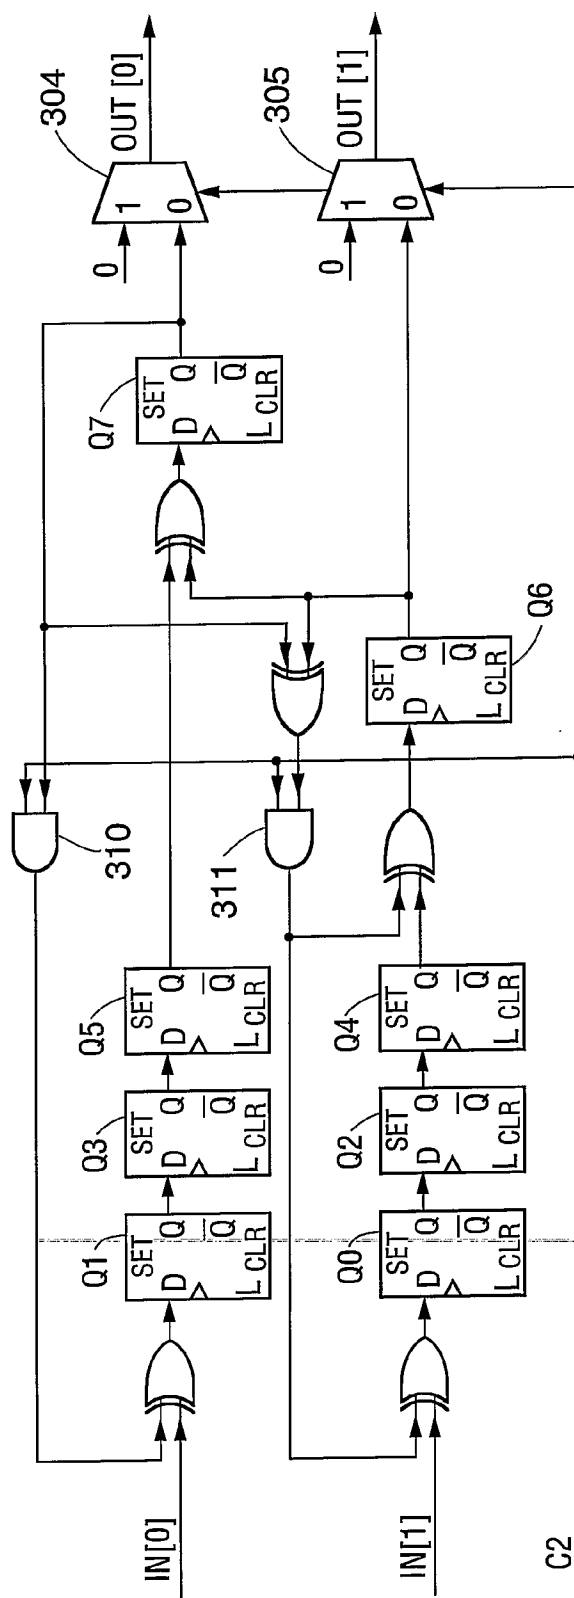 304
OUT [0]
1
0
0
305
OUT [1]
1
0
0
Q7
SET
D
Q
Q̅
L CLR
Q6
SET
D
Q
Q̅
L CLR
310
311
Q5
SET
D
Q
Q̅
L CLR
Q3
SET
D
Q
Q̅
L CLR
Q1
SET
D
Q
Q̅
L CLR
Q4
SET
D
Q
Q̅
L CLR
Q2
SET
D
Q
Q̅
L CLR
Q0
SET
D
Q
Q̅
L CLR
IN[0]
IN[1]
C2